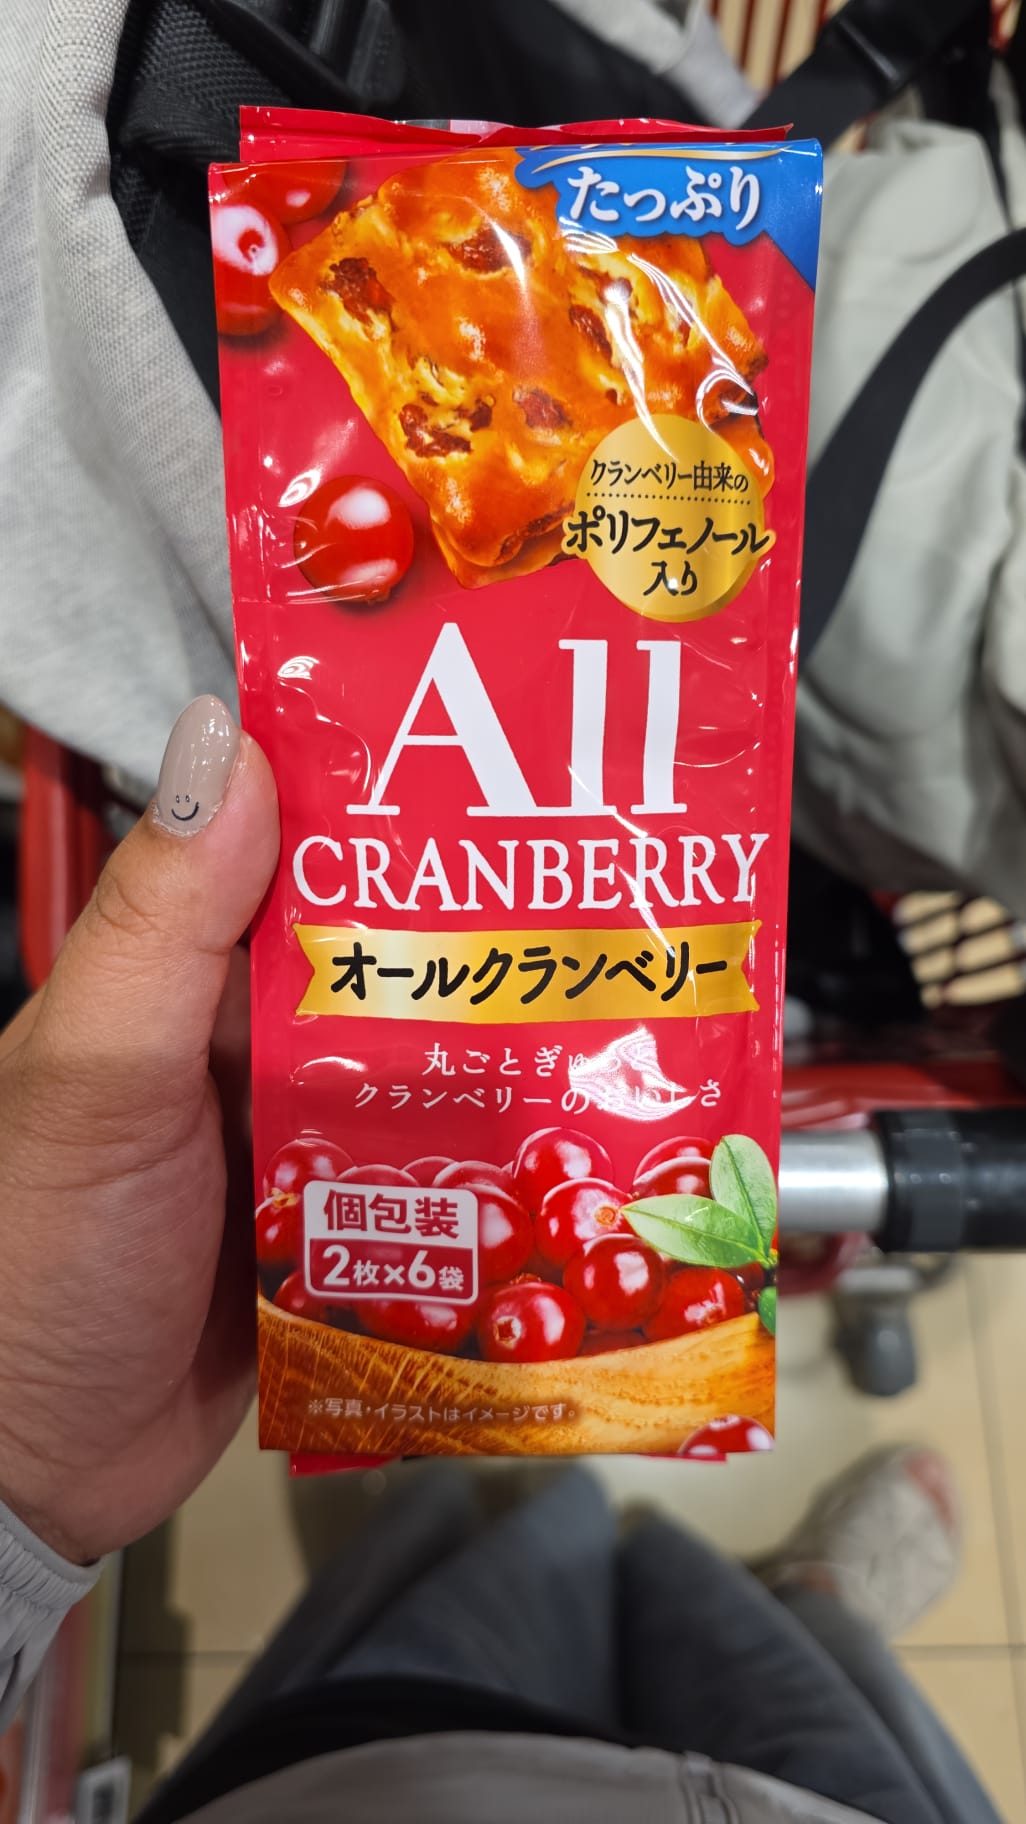 たっぷり
クランベリー由来の
ポリフェノール
入り
All
CRANBERRY
オールクランベリー
丸ごとぎゅっと
クランベリーのおいしさ
個包装
2枚×6袋
※写真・イラストはイメージです。